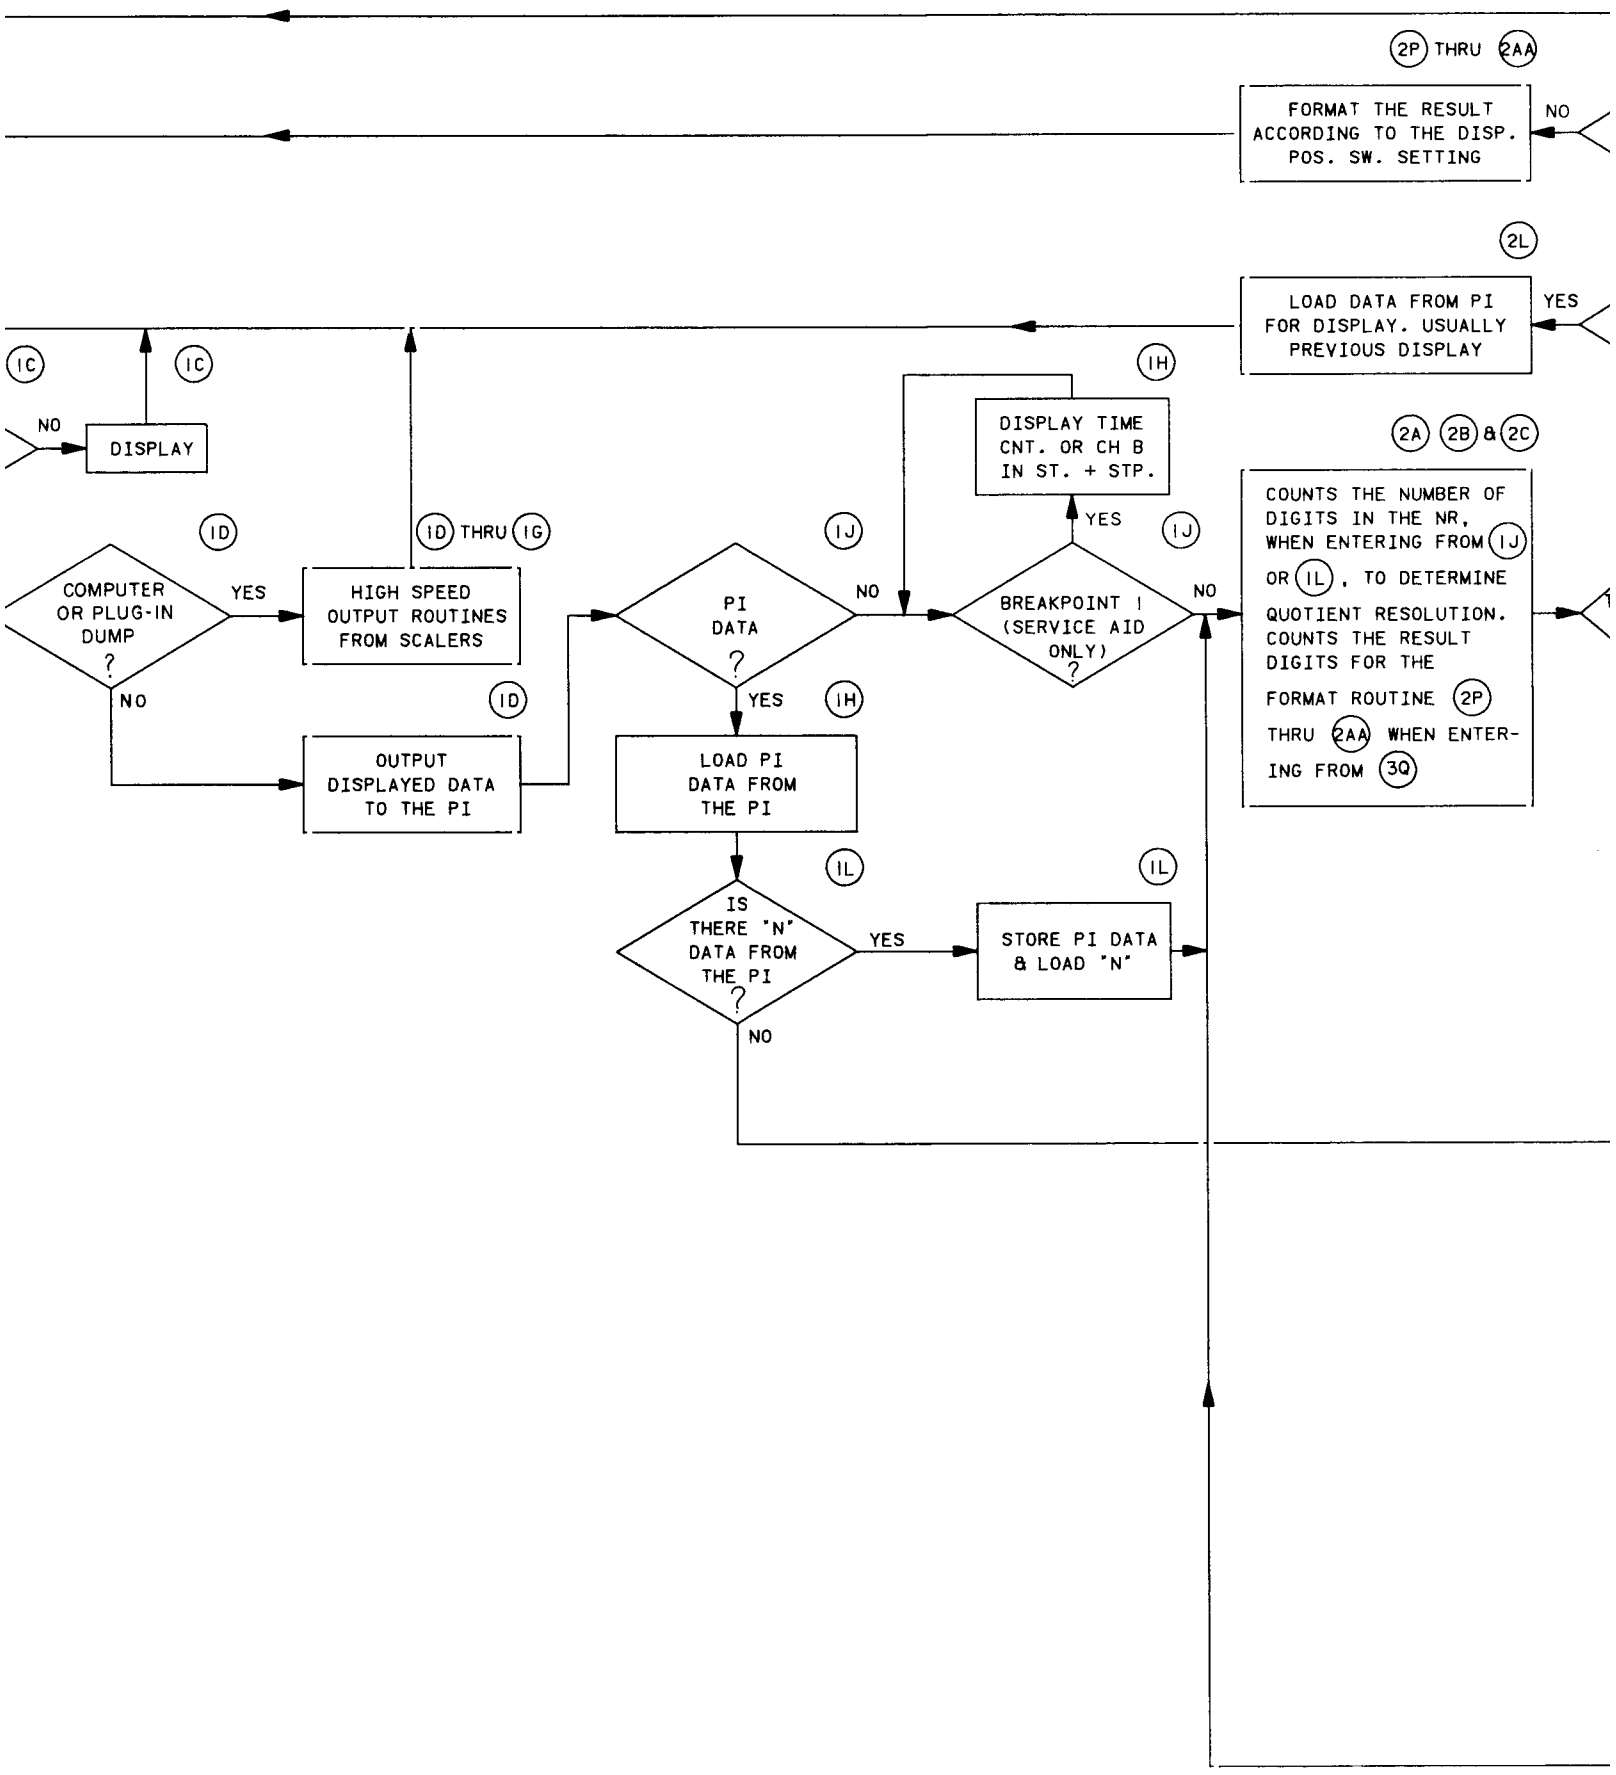 2P THRU 2AA
FORMAT THE RESULT
ACCORDING TO THE DISP.
POS. SW. SETTING
NO
2L
LOAD DATA FROM PI
FOR DISPLAY. USUALLY
PREVIOUS DISPLAY
YES
1C
1C
NO
DISPLAY
1H
DISPLAY TIME
CNT. OR CH B
IN ST. + STP.
YES
2A 2B & 2C
COUNTS THE NUMBER OF
DIGITS IN THE NR,
WHEN ENTERING FROM 1J
OR 1L, TO DETERMINE
QUOTIENT RESOLUTION.
COUNTS THE RESULT
DIGITS FOR THE
FORMAT ROUTINE 2P
THRU 2AA WHEN ENTER-
ING FROM 3Q
1D
COMPUTER
OR PLUG-IN
DUMP
?
YES
NO
1D THRU 1G
HIGH SPEED
OUTPUT ROUTINES
FROM SCALERS
1D
OUTPUT
DISPLAYED DATA
TO THE PI
1J
PI
DATA
?
NO
YES
1J
BREAKPOINT 1
(SERVICE AID
ONLY)
?
NO
1H
LOAD PI
DATA FROM
THE PI
1L
IS
THERE "N"
DATA FROM
THE PI
?
YES
NO
1L
STORE PI DATA
& LOAD "N"